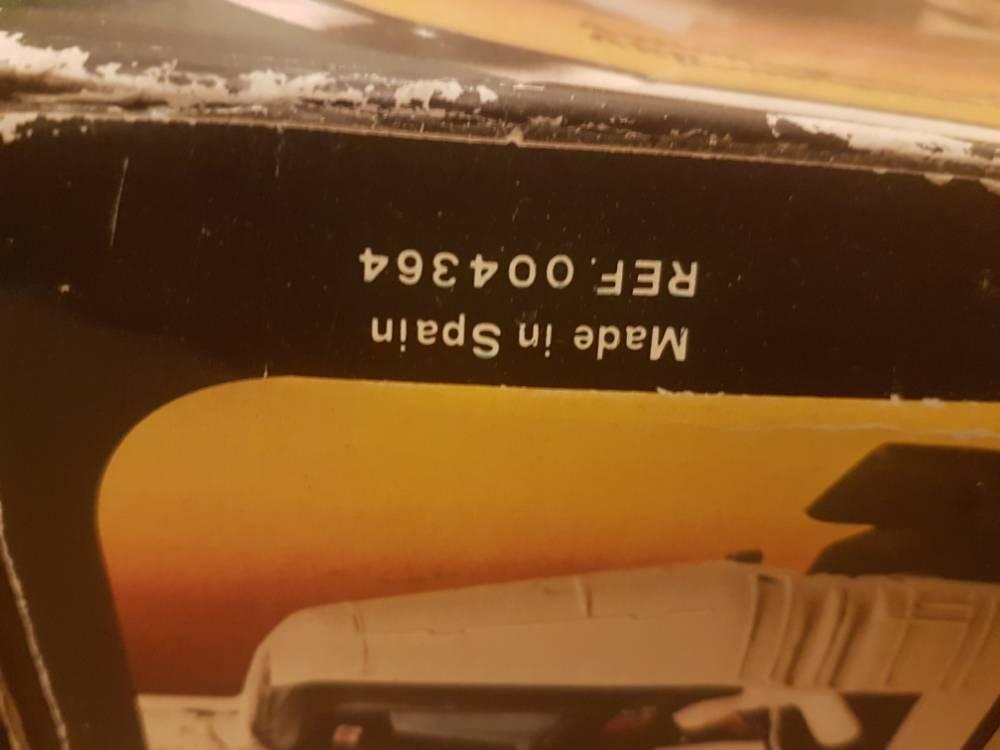 Made in Spain
REF. 004364